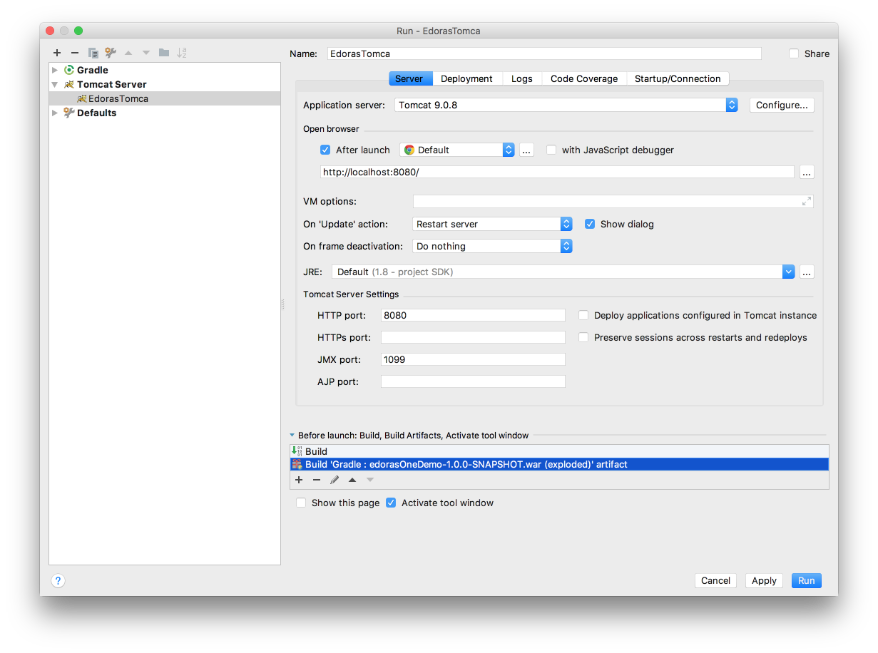 Run - EdorasTomca
Name: EdorasTomca Share
Gradle
Tomcat Server
EdorasTomca
Defaults
Server Deployment Logs Code Coverage Startup/Connection
Application server: Tomcat 9.0.8 Configure...
Open browser
After launch Default ... with JavaScript debugger
http://localhost:8080/ ...
VM options:
On 'Update' action: Restart server Show dialog
On frame deactivation: Do nothing
JRE: Default (1.8 - project SDK) ...
Tomcat Server Settings
HTTP port: 8080 Deploy applications configured in Tomcat instance
HTTPs port: Preserve sessions across restarts and redeploys
JMX port: 1099
AJP port:
Before launch: Build, Build Artifacts, Activate tool window
Build
Build 'Gradle : edorasOneDemo-1.0.0-SNAPSHOT.war (exploded)' artifact
Show this page Activate tool window
? Cancel Apply Run